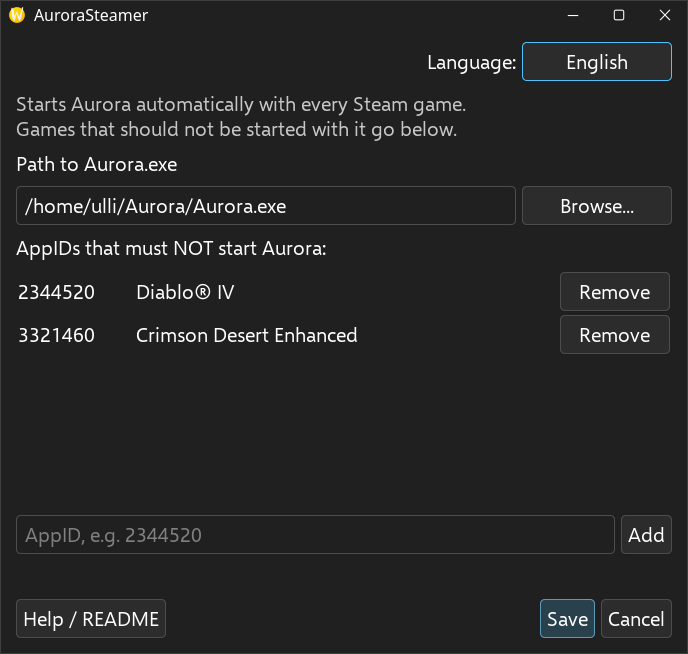 AuroraSteamer
Language: English
Starts Aurora automatically with every Steam game.
Games that should not be started with it go below.
Path to Aurora.exe
/home/ulli/Aurora/Aurora.exe Browse...
AppIDs that must NOT start Aurora:
2344520 Diablo® IV Remove
3321460 Crimson Desert Enhanced Remove
AppID, e.g. 2344520 Add
Help / README Save Cancel